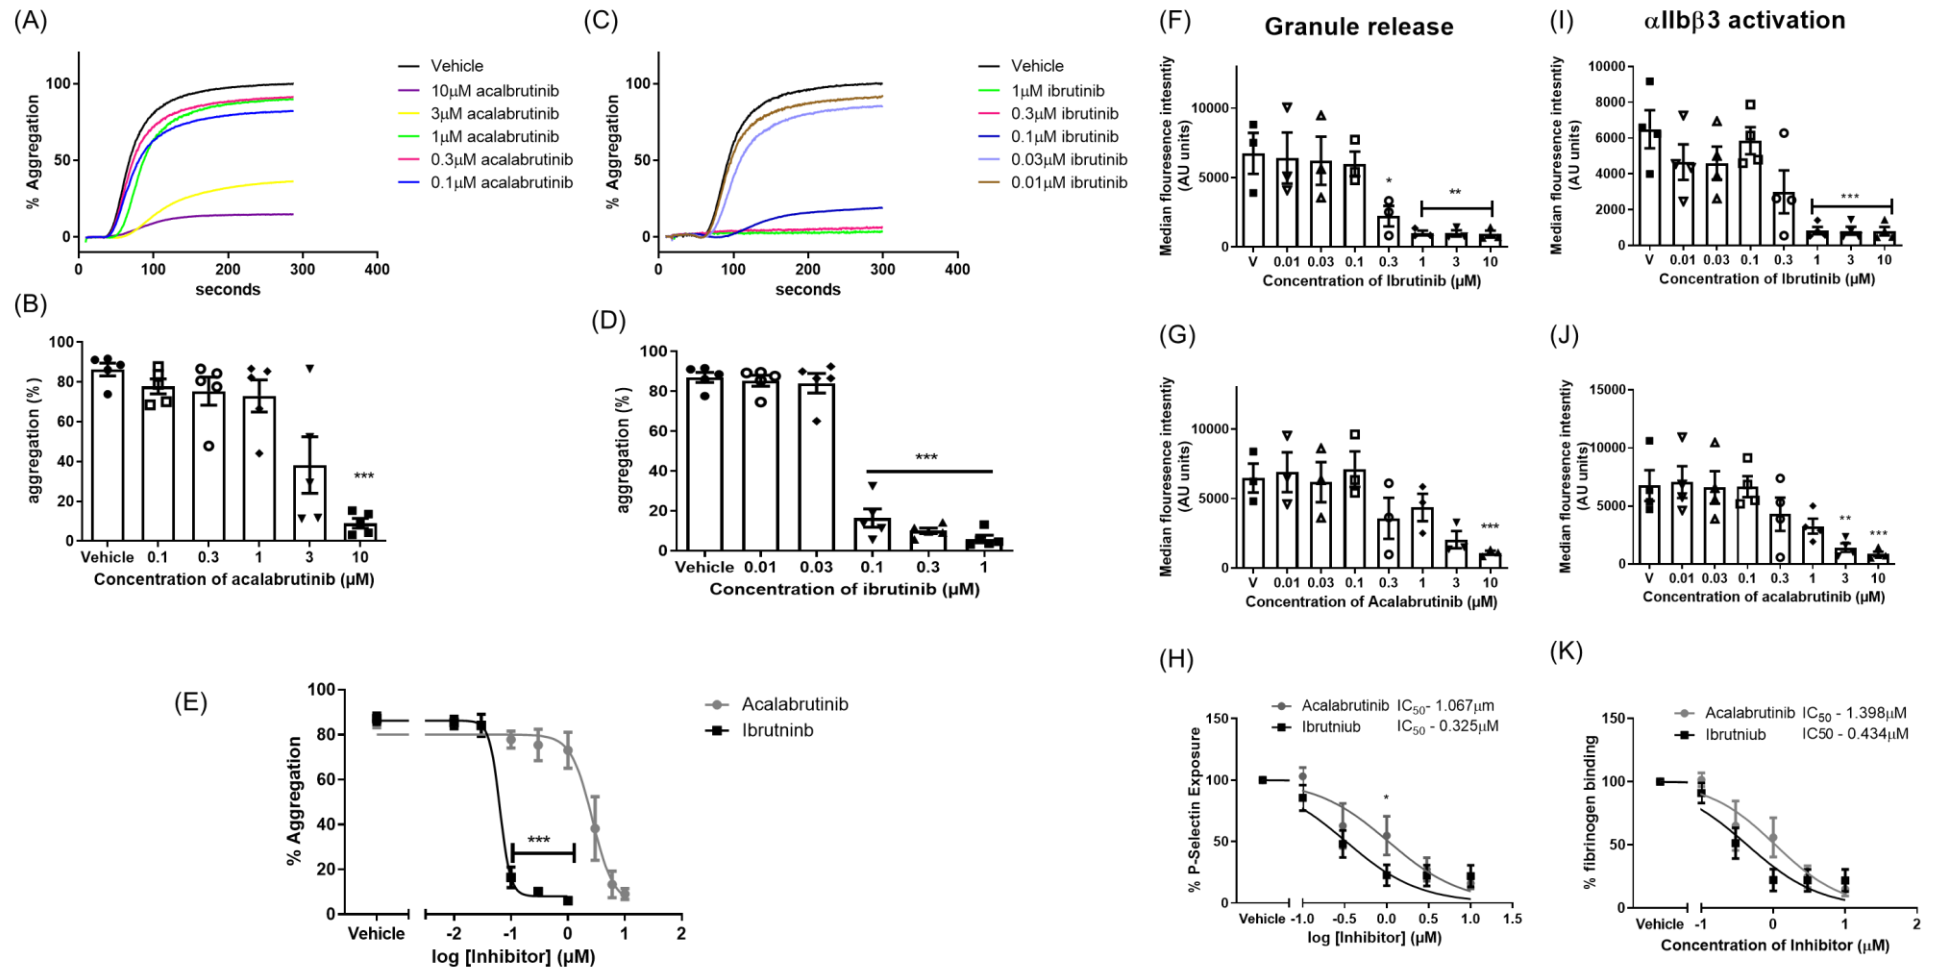 (A)
% Aggregation
100
50
0
0
100
200
300
400
seconds
Vehicle
10μM acalbrutinib
3μM acalabrutinib
1μM acalabrutinib
0.3μM acalabrutinib
0.1μM acalabrutinib
(B)
aggregation (%)
100
80
60
40
20
0
***
Vehicle 0.1 0.3 1 3 10
Concentration of acalabrutinib (μM)
(C)
% Aggregation
100
50
0
0
100
200
300
400
seconds
Vehicle
1μM ibrutinib
0.3μM ibrutinib
0.1μM ibrutinib
0.03μM ibrutinib
0.01μM ibrutinib
(D)
aggregation (%)
100
80
60
40
20
0
***
Vehicle 0.01 0.03 0.1 0.3 1
Concentration of ibrutinib (μM)
(E)
% Aggregation
100
80
60
40
20
0
***
Vehicle -2 -1 0 1 2
log [Inhibitor] (μM)
Acalabrutinib
Ibrutninb
(F)
Granule release
Median flouresence intenstiy
(AU units)
10000
5000
0
*
**
V 0.01 0.03 0.1 0.3 1 3 10
Concentration of Ibrutinib (μM)
(G)
Median flouresence intensity
(AU units)
10000
5000
0
***
V 0.01 0.03 0.1 0.3 1 3 10
Concentration of Acalabrutinib (μM)
(H)
Acalabrutinib IC50- 1.067μm
Ibrutniub IC50 - 0.325μM
% P-Selectin Exposure
150
100
50
0
*
Vehicle -1.0 -0.5 0.0 0.5 1.0 1.5
log [Inhibitor] (μM)
(I)
αIIbβ3 activation
Median flouresence intesntiy
(AU units)
10000
8000
6000
4000
2000
0
***
V 0.01 0.03 0.1 0.3 1 3 10
Concentration of Ibrutinib (μM)
(J)
Median flouresence intesntiy
(AU units)
15000
10000
5000
0
**
***
V 0.01 0.03 0.1 0.3 1 3 10
Concentration of acalabrutinib (μM)
(K)
Acalabrutinib IC50 - 1.398μM
Ibrutniub IC50 - 0.434μM
% fibrinogen binding
150
100
50
0
Vehicle -1 0 1 2
Concentration of Inhibitor (μM)